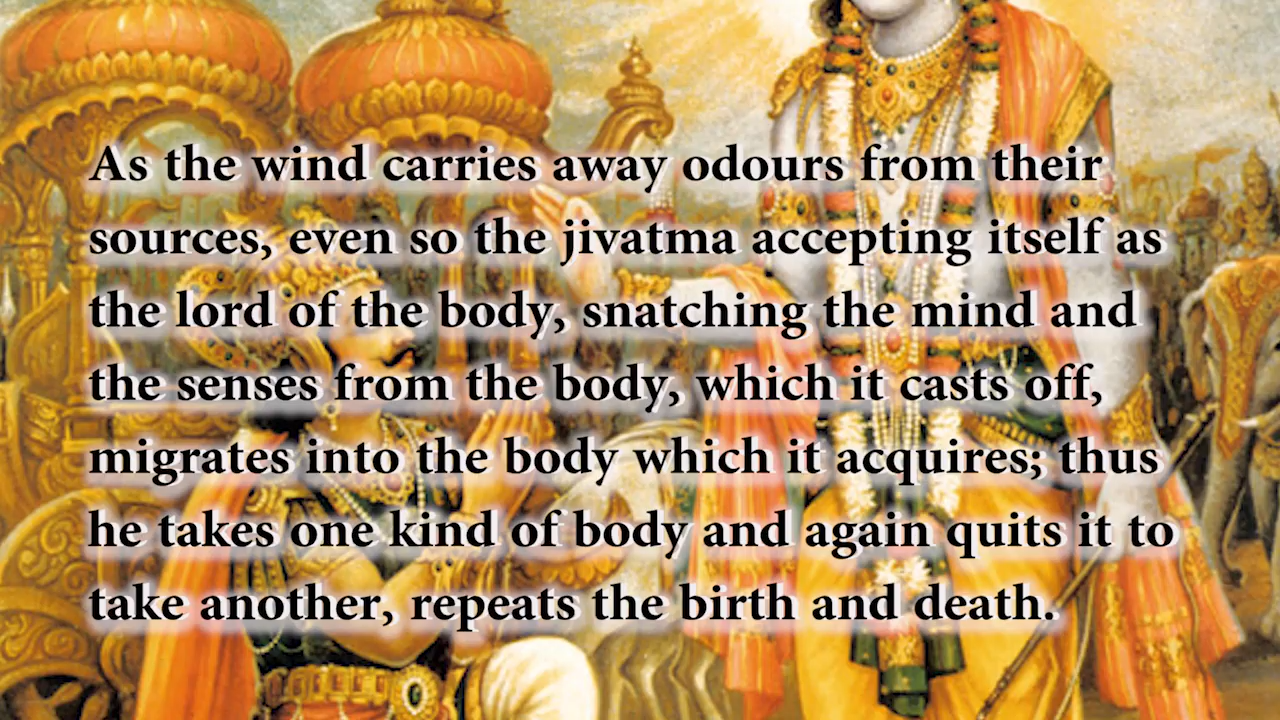 As the wind carries away odours from their
sources, even so the jivatma accepting itself as
the lord of the body, snatching the mind and
the senses from the body, which it casts off,
migrates into the body which it acquires; thus
he takes one kind of body and again quits it to
take another, repeats the birth and death.